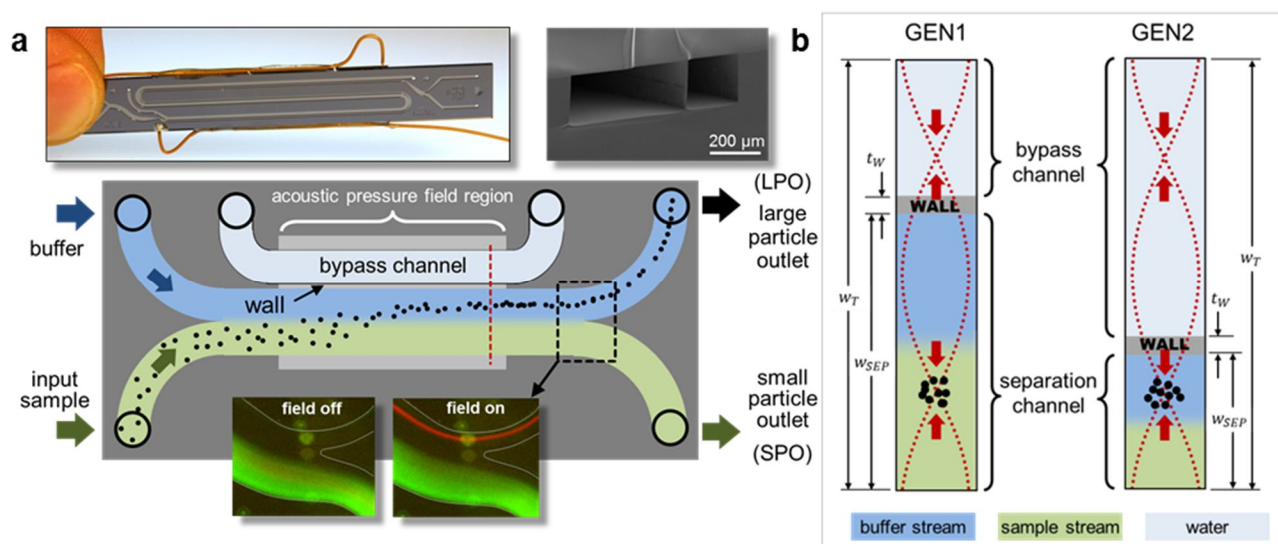 a
200 µm
acoustic pressure field region
buffer
bypass channel
wall
input
sample
(LPO)
large
particle
outlet
small
particle
outlet
(SPO)
field off
field on
b
GEN1
GEN2
t_W
WALL
w_T
w_SEP
bypass
channel
separation
channel
t_W
WALL
w_T
w_SEP
buffer stream
sample stream
water